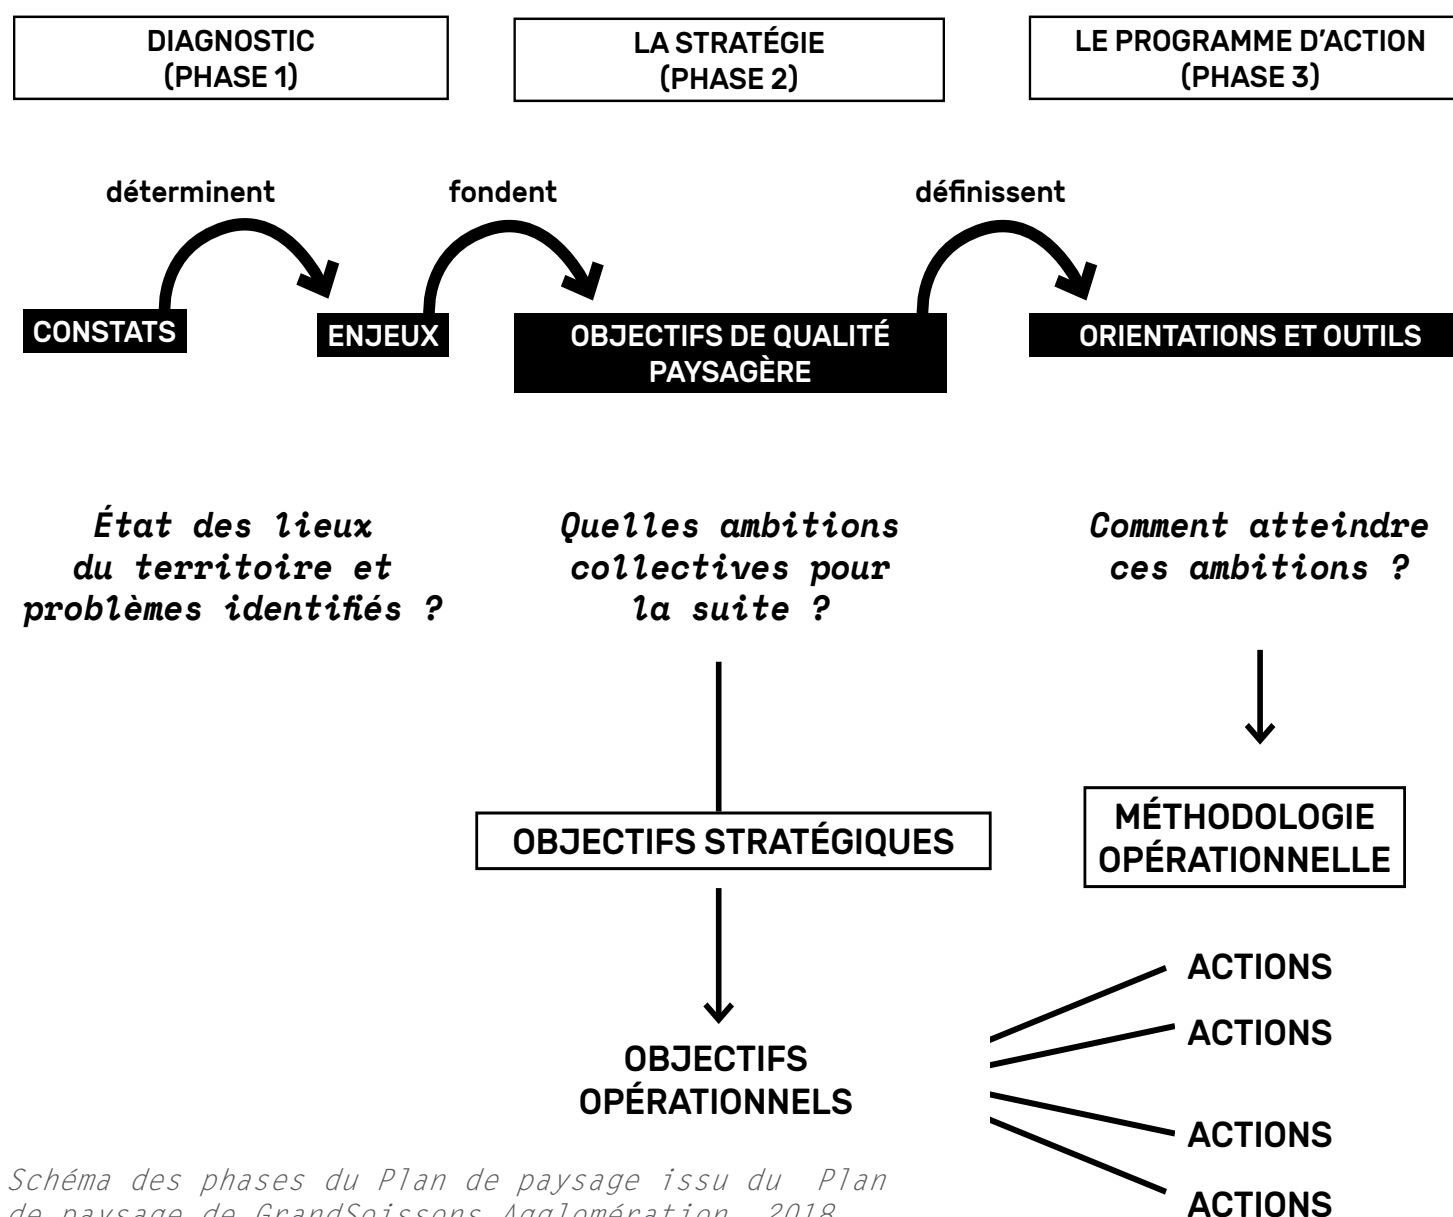 DIAGNOSTIC
(PHASE 1)
LA STRATÉGIE
(PHASE 2)
LE PROGRAMME D'ACTION
(PHASE 3)
déterminent
fondent
définissent
CONSTATS
ENJEUX
OBJECTIFS DE QUALITÉ
PAYSAGÈRE
ORIENTATIONS ET OUTILS
État des lieux
du territoire et
problèmes identifiés ?
Quelles ambitions
collectives pour
la suite ?
Comment atteindre
ces ambitions ?
OBJECTIFS STRATÉGIQUES
MÉTHODOLOGIE
OPÉRATIONNELLE
OBJECTIFS
OPÉRATIONNELS
ACTIONS
ACTIONS
ACTIONS
ACTIONS
Schéma des phases du Plan de paysage issu du Plan
de paysage de GrandSoissons Agglomération, 2018